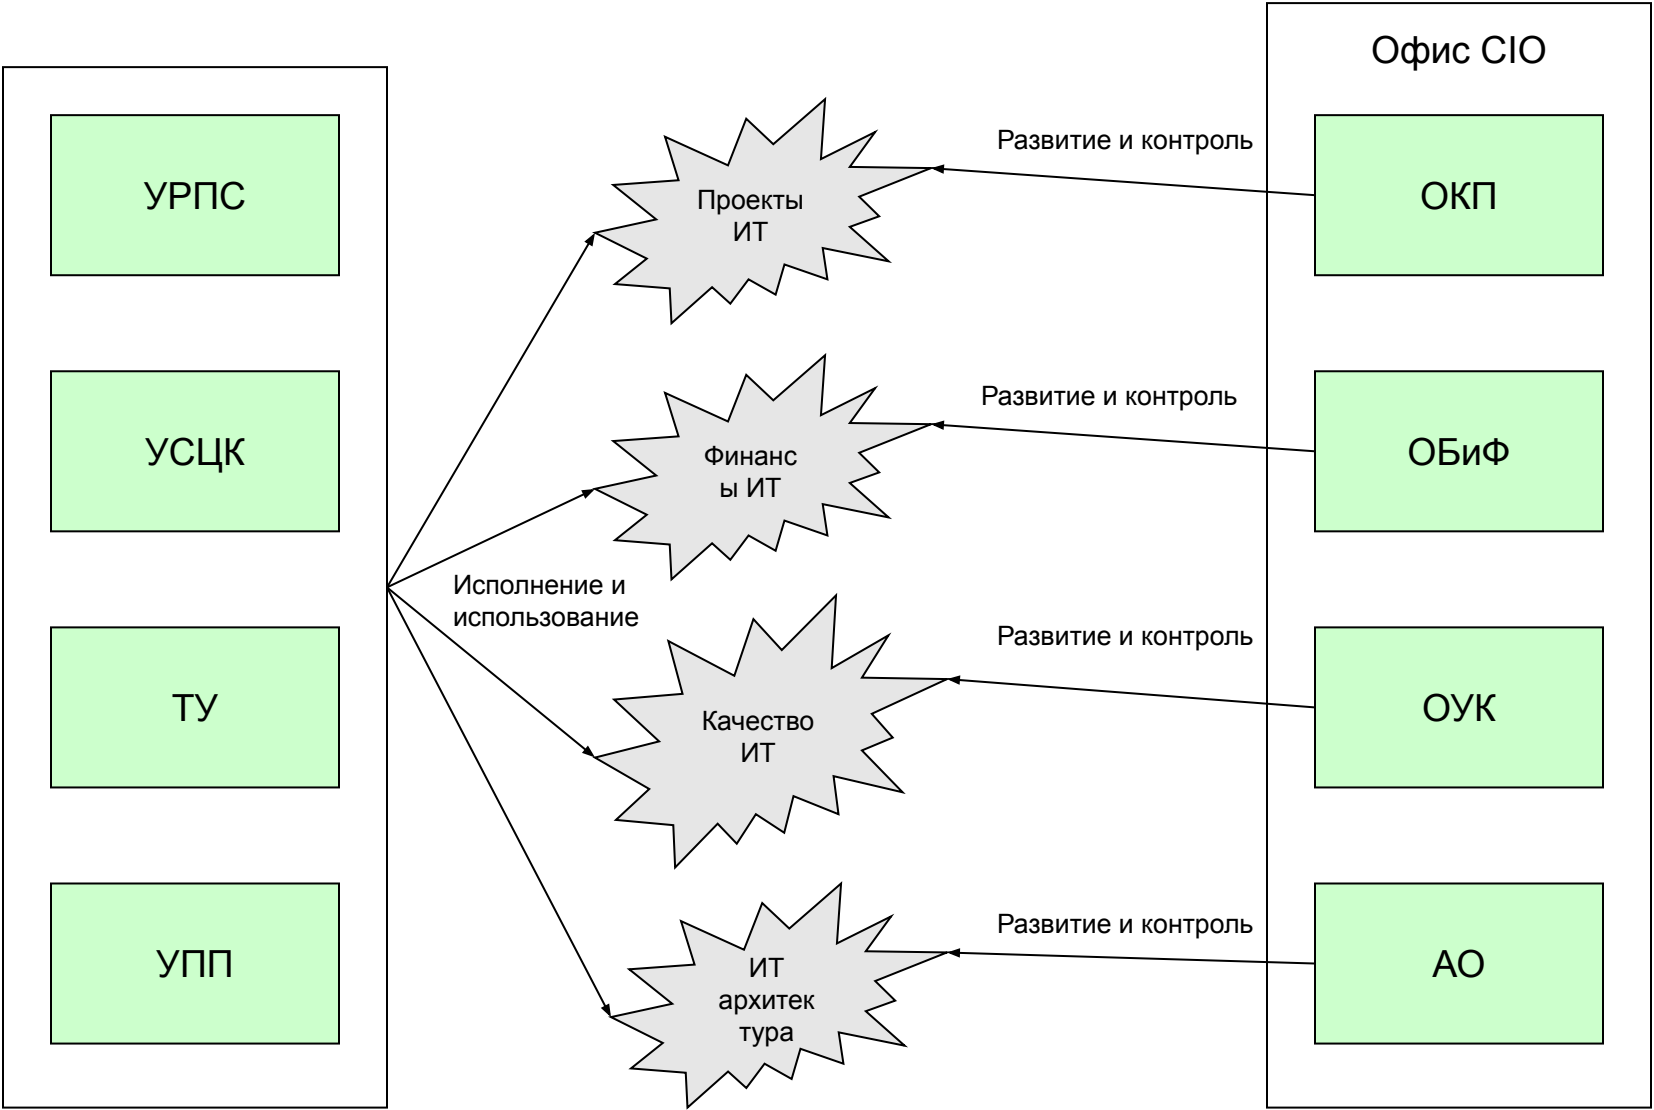 Офис CIO
УРПС
УСЦК
ТУ
УПП
Проекты
ИТ
Финанс
ы ИТ
Исполнение и
использование
Качество
ИТ
ИТ
архитек
тура
Развитие и контроль
Развитие и контроль
Развитие и контроль
Развитие и контроль
ОКП
ОБиФ
ОУК
АО